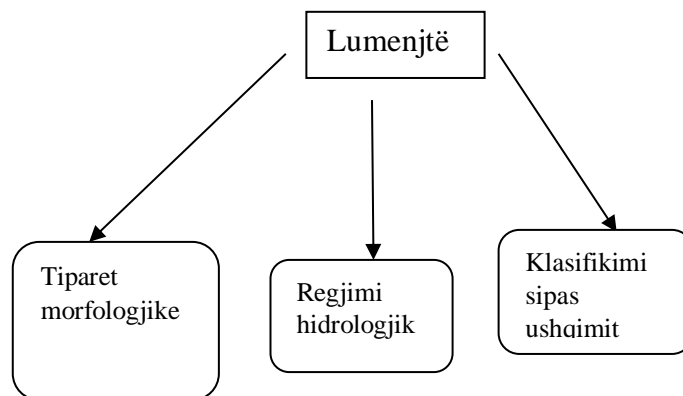 Lumenjtë
Tiparet
morfologjike
Regjimi
hidrologjik
Klasifikimi
sipas
ushqimit